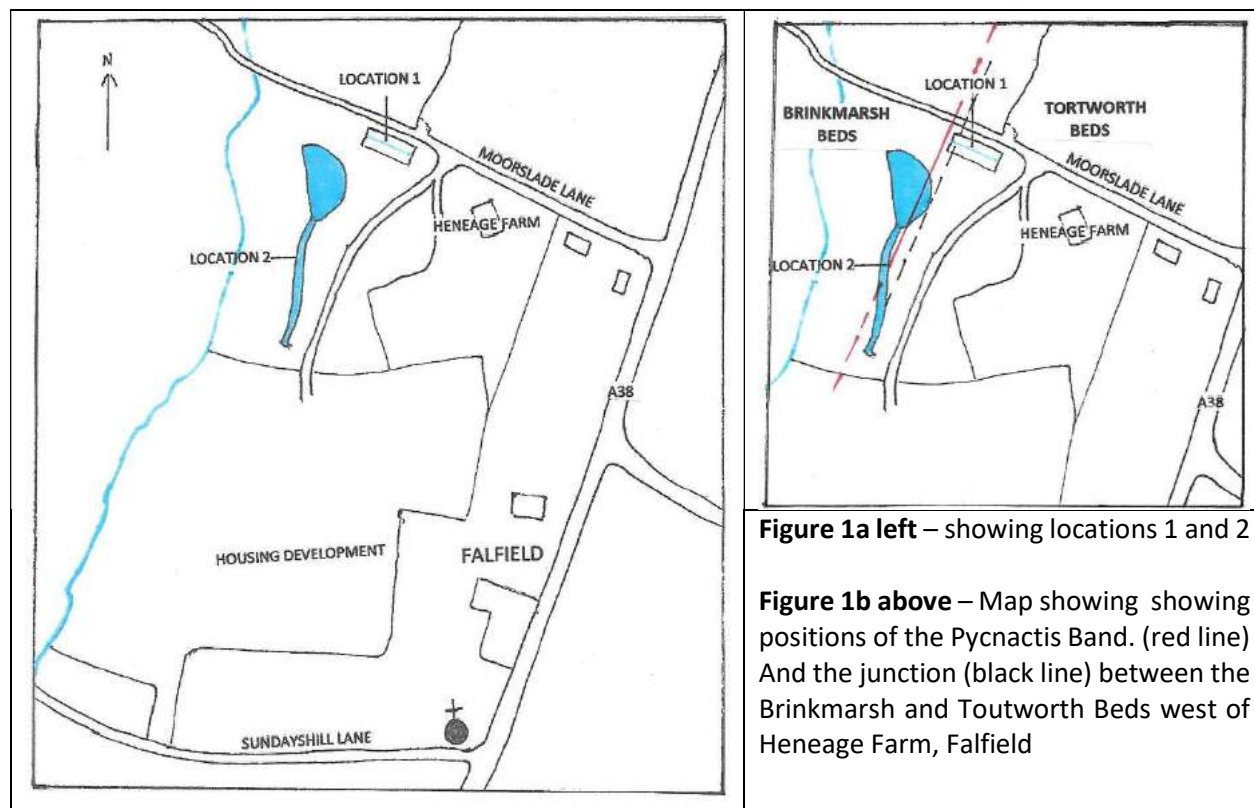 N
LOCATION 1
MOORSLADE LANE
HENEAGE FARM
LOCATION 2
A38
HOUSING DEVELOPMENT
FALFIELD
SUNDAYSHILL LANE
LOCATION 1
BRINKMARSH
BEDS
TORTWORTH
BEDS
MOORSLADE LANE
HENEAGE FARM
LOCATION 2
A38
Figure 1a left – showing locations 1 and 2
Figure 1b above – Map showing showing
positions of the Pycnactis Band. (red line)
And the junction (black line) between the
Brinkmarsh and Toutworth Beds west of
Heneage Farm, Falfield